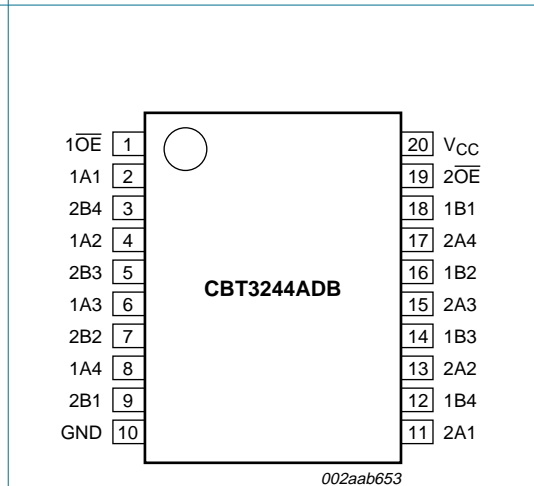 1O̅E̅ 1 20 VCC
1A1 2 19 2O̅E̅
2B4 3 18 1B1
1A2 4 17 2A4
2B3 5 16 1B2
CBT3244ADB
1A3 6 15 2A3
2B2 7 14 1B3
1A4 8 13 2A2
2B1 9 12 1B4
GND 10 11 2A1
002aab653